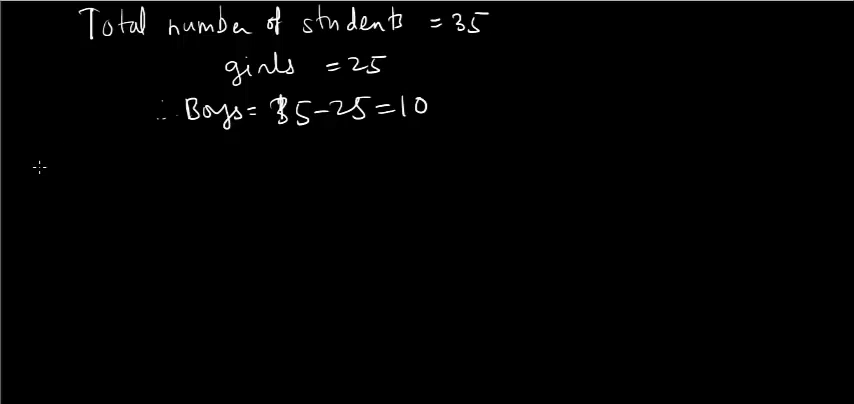 Total number of students = 35
girls = 25
∴ Boys = 35 - 25 = 10